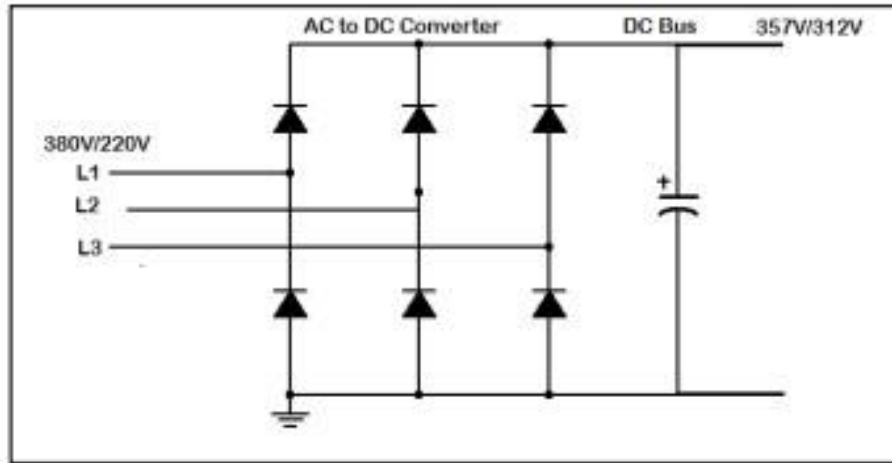 AC to DC Converter
DC Bus
357V/312V
380V/220V
L1
L2
L3
+